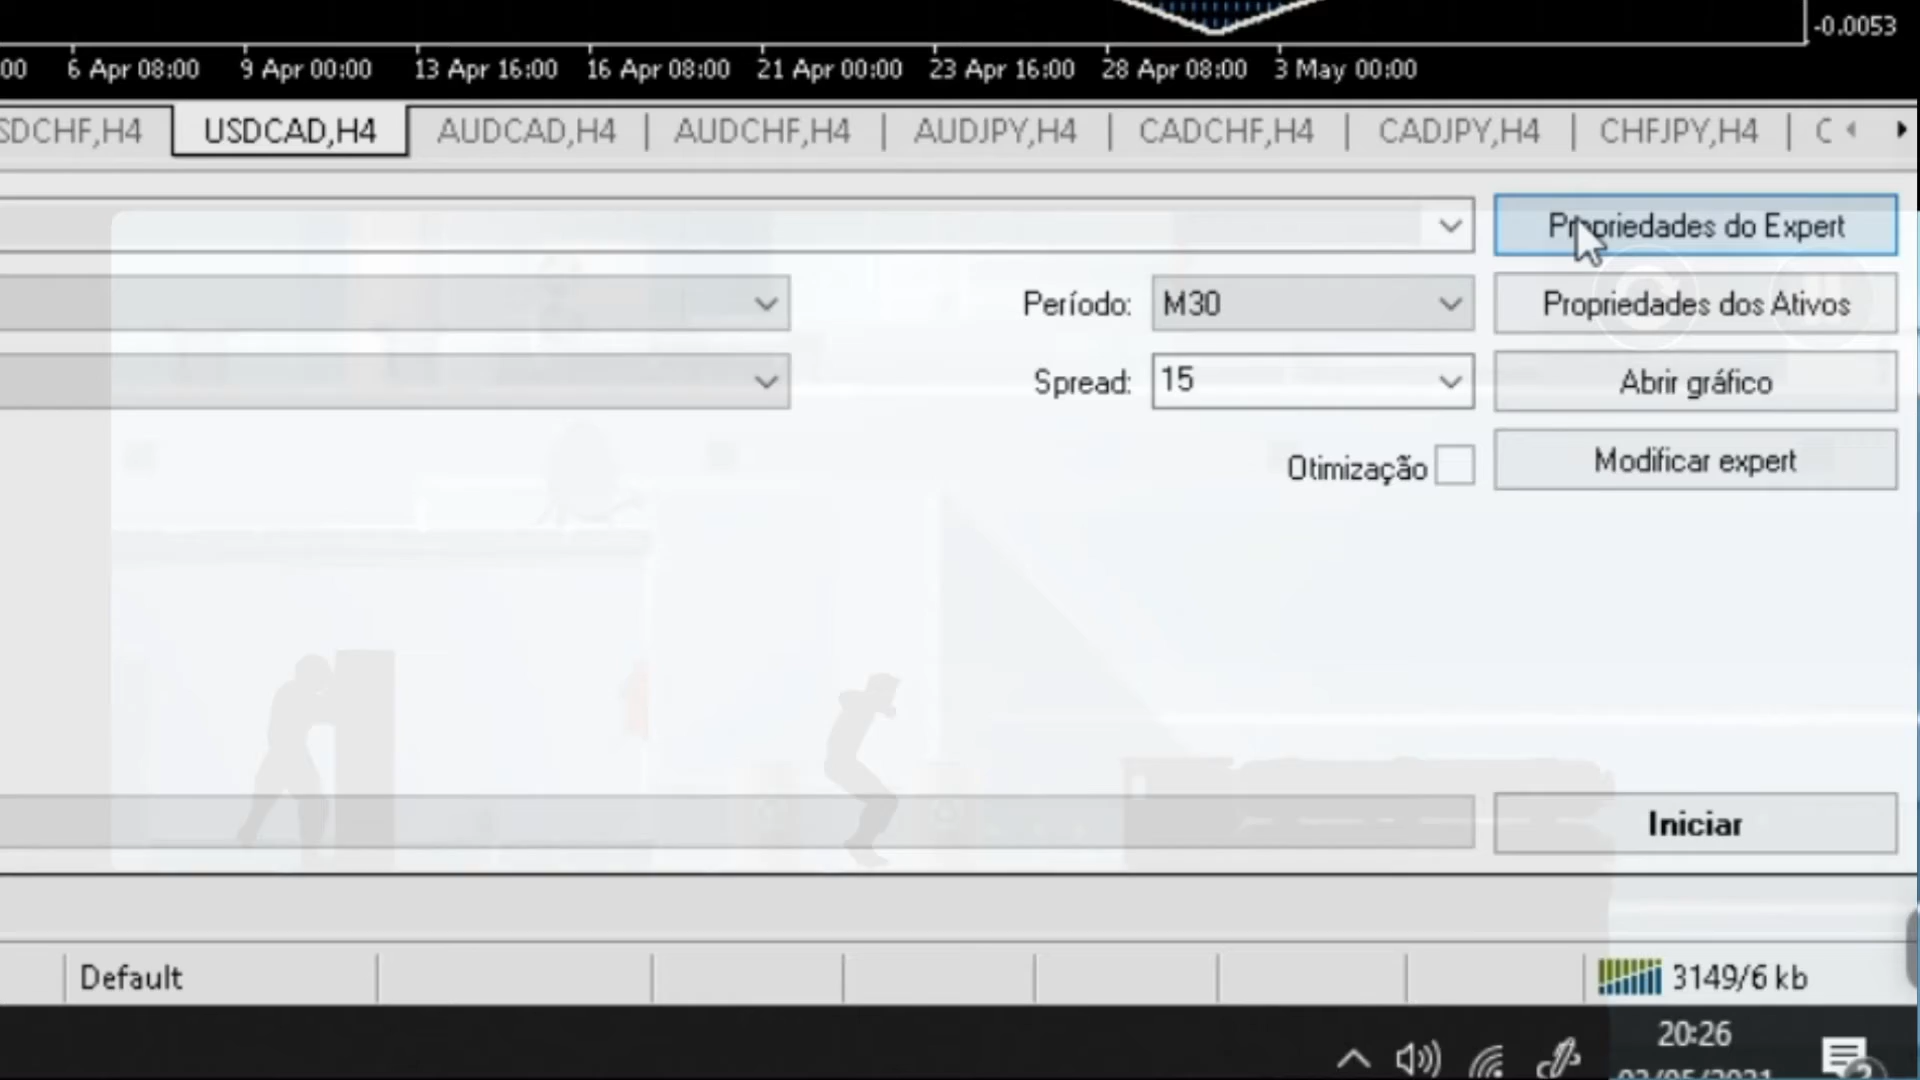 -0.0053
00 6 Apr 08:00 9 Apr 00:00 13 Apr 16:00 16 Apr 08:00 21 Apr 00:00 23 Apr 16:00 28 Apr 08:00 3 May 00:00
SDCHF,H4 USDCAD,H4 AUDCAD,H4 AUDCHF,H4 AUDJPY,H4 CADCHF,H4 CADJPY,H4 CHFJPY,H4 C
Propriedades do Expert
Período: M30 Propriedades dos Ativos
Spread: 15 Abrir gráfico
Otimização Modificar expert
Iniciar
Default 3149/6 kb
20:26